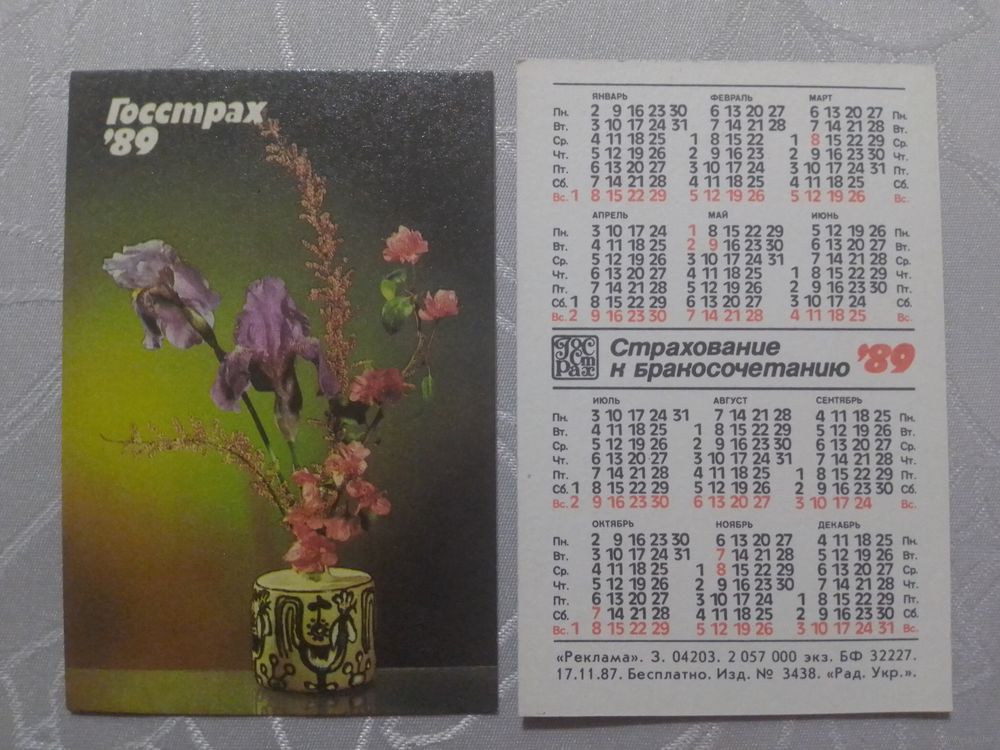 Госстрах
'89
ЯНВАРЬ ФЕВРАЛЬ МАРТ
Пн. 2 9 16 23 30 6 13 20 27 6 13 20 27 Пн.
Вт. 3 10 17 24 31 7 14 21 28 7 14 21 28 Вт.
Ср. 4 11 18 25 1 8 15 22 1 8 15 22 29 Ср.
Чт. 5 12 19 26 2 9 16 23 2 9 16 23 30 Чт.
Пт. 6 13 20 27 3 10 17 24 3 10 17 24 31 Пт.
Сб. 7 14 21 28 4 11 18 25 4 11 18 25 Сб.
Вс. 1 8 15 22 29 5 12 19 26 5 12 19 26 Вс.
АПРЕЛЬ МАЙ ИЮНЬ
Пн. 3 10 17 24 1 8 15 22 29 5 12 19 26 Пн.
Вт. 4 11 18 25 2 9 16 23 30 6 13 20 27 Вт.
Ср. 5 12 19 26 3 10 17 24 31 7 14 21 28 Ср.
Чт. 6 13 20 27 4 11 18 25 1 8 15 22 29 Чт.
Пт. 7 14 21 28 5 12 19 26 2 9 16 23 30 Пт.
Сб. 1 8 15 22 29 6 13 20 27 3 10 17 24 Сб.
Вс. 2 9 16 23 30 7 14 21 28 4 11 18 25 Вс.
Госстрах Страхование
к бракосочетанию '89
ИЮЛЬ АВГУСТ СЕНТЯБРЬ
Пн. 3 10 17 24 31 7 14 21 28 4 11 18 25 Пн.
Вт. 4 11 18 25 1 8 15 22 29 5 12 19 26 Вт.
Ср. 5 12 19 26 2 9 16 23 30 6 13 20 27 Ср.
Чт. 6 13 20 27 3 10 17 24 31 7 14 21 28 Чт.
Пт. 7 14 21 28 4 11 18 25 1 8 15 22 29 Пт.
Сб. 1 8 15 22 29 5 12 19 26 2 9 16 23 30 Сб.
Вс. 2 9 16 23 30 6 13 20 27 3 10 17 24 Вс.
ОКТЯБРЬ НОЯБРЬ ДЕКАБРЬ
Пн. 2 9 16 23 30 6 13 20 27 4 11 18 25 Пн.
Вт. 3 10 17 24 31 7 14 21 28 5 12 19 26 Вт.
Ср. 4 11 18 25 1 8 15 22 29 6 13 20 27 Ср.
Чт. 5 12 19 26 2 9 16 23 30 7 14 21 28 Чт.
Пт. 6 13 20 27 3 10 17 24 1 8 15 22 29 Пт.
Сб. 7 14 21 28 4 11 18 25 2 9 16 23 30 Сб.
Вс. 1 8 15 22 29 5 12 19 26 3 10 17 24 31 Вс.
«Реклама». З. 04203. 2 057 000 экз. БФ 32227.
17.11.87. Бесплатно. Изд. № 3438. «Рад. Укр.».